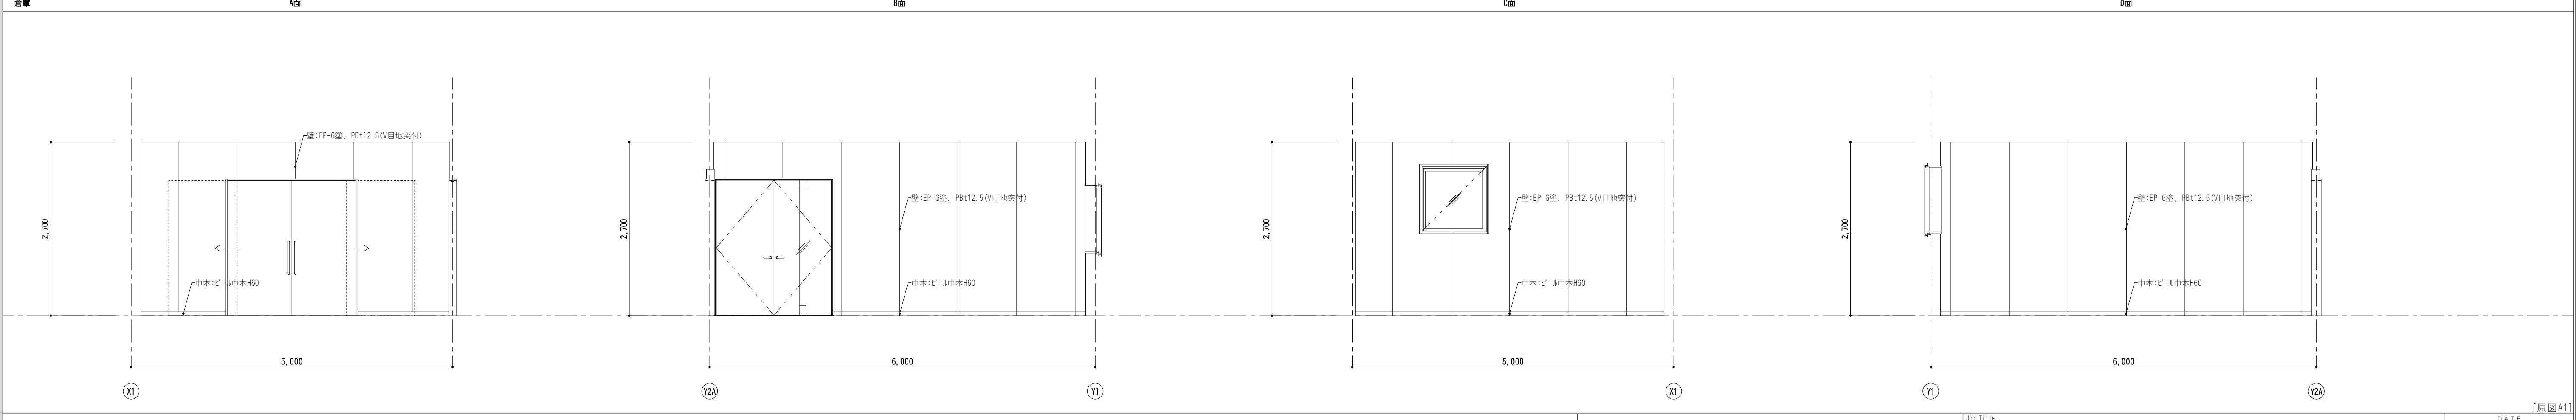 倉庫
A面
B面
C面
D面
壁:EP-G塗、PBt12.5(V目地突付)
巾木:ビニル巾木H60
2,700
5,000
X1
壁:EP-G塗、PBt12.5(V目地突付)
巾木:ビニル巾木H60
2,700
6,000
Y2A
Y1
壁:EP-G塗、PBt12.5(V目地突付)
巾木:ビニル巾木H60
2,700
5,000
X1
壁:EP-G塗、PBt12.5(V目地突付)
巾木:ビニル巾木H60
2,700
6,000
Y1
Y2A
[原図A1]
Job Title
DATE